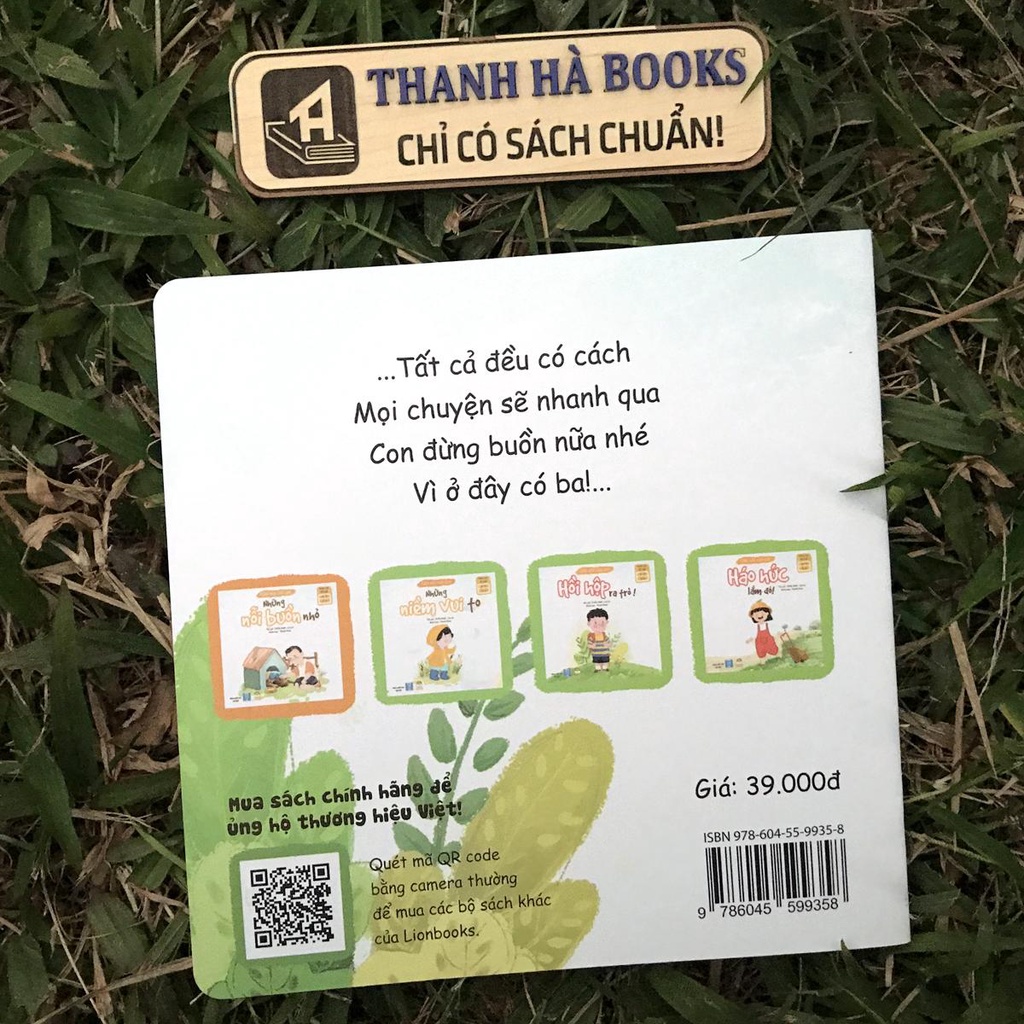 THANH HÀ BOOKS
CHỈ CÓ SÁCH CHUẨN!
...Tất cả đều có cách
Mọi chuyện sẽ nhanh qua
Con đừng buồn nữa nhé
Vì ở đây có ba!...
Những
nỗi buồn nhỏ
Những
niềm vui to
Hồi hộp ra trò!
Háo hức
lắm đó!
Mua sách chính hãng để
ủng hộ thương hiệu Việt!
Quét mã QR code
bằng camera thường
để mua các bộ sách khác
của Lionbooks.
Giá: 39.000đ
ISBN 978-604-55-9935-8
9 786045 599358